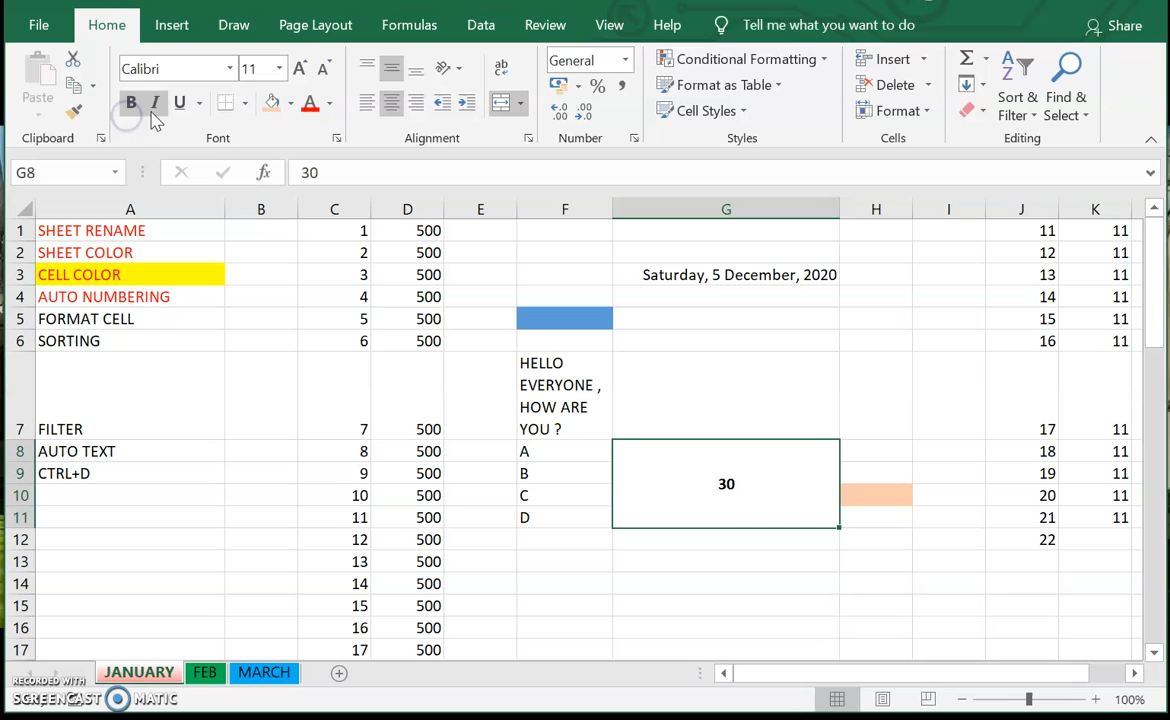 File Home Insert Draw Page Layout Formulas Data Review View Help Tell me what you want to do Share
Calibri 11 General Conditional Formatting Insert
Format as Table Delete
Paste B I U Cell Styles Format Sort & Filter Find & Select
Clipboard Font Alignment Number Styles Cells Editing
G8 fx 30
A B C D E F G H I J K
1 SHEET RENAME 1 500 11 11
2 SHEET COLOR 2 500 12 11
3 CELL COLOR 3 500 Saturday, 5 December, 2020 13 11
4 AUTO NUMBERING 4 500 14 11
5 FORMAT CELL 5 500 15 11
6 SORTING 6 500 16 11
HELLO
EVERYONE ,
HOW ARE
7 FILTER 7 500 YOU ? 17 11
8 AUTO TEXT 8 500 A 18 11
9 CTRL+D 9 500 B 30 19 11
10 10 500 C 20 11
11 11 500 D 21 11
12 12 500 22
13 13 500
14 14 500
15 15 500
16 16 500
17 17 500
JANUARY FEB MARCH
RECORDED WITH
SCREENCAST MATIC
100%